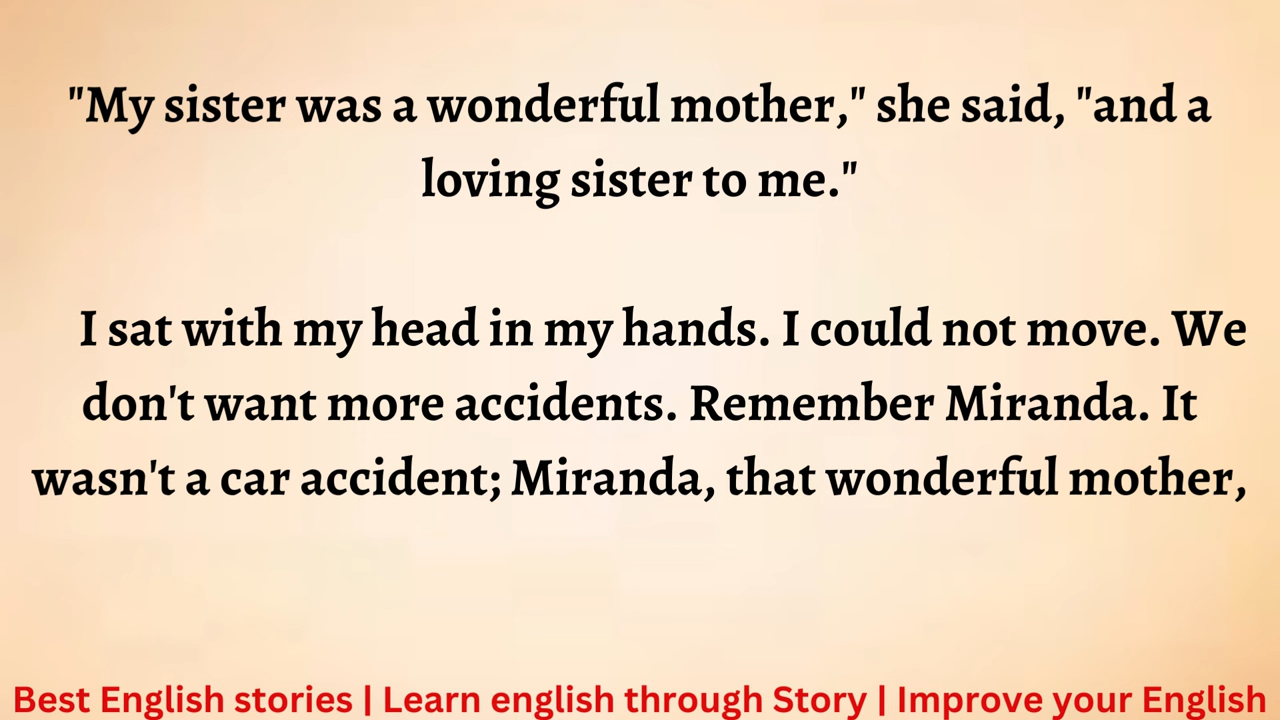 "My sister was a wonderful mother," she said, "and a
loving sister to me."
I sat with my head in my hands. I could not move. We
don't want more accidents. Remember Miranda. It
wasn't a car accident; Miranda, that wonderful mother,
Best English stories | Learn english through Story | Improve your English